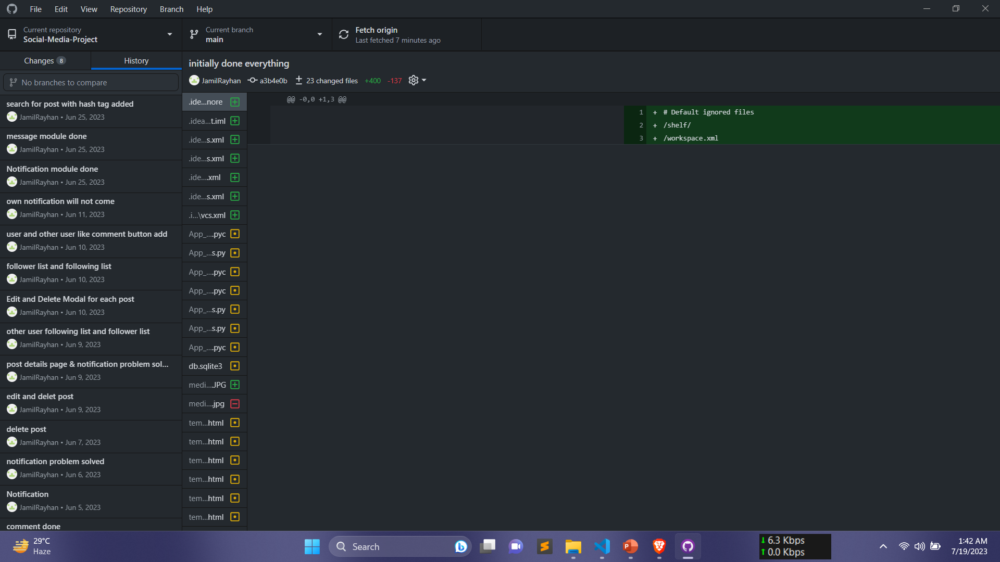 File Edit View Repository Branch Help
Current repository
Social-Media-Project
Current branch
main
Fetch origin
Last fetched 7 minutes ago
Changes 8
History
No branches to compare
search for post with hash tag added
JamilRayhan • Jun 25, 2023
message module done
JamilRayhan • Jun 25, 2023
Notification module done
JamilRayhan • Jun 25, 2023
own notification will not come
JamilRayhan • Jun 11, 2023
user and other user like comment button add
JamilRayhan • Jun 10, 2023
follower list and following list
JamilRayhan • Jun 10, 2023
Edit and Delete Modal for each post
JamilRayhan • Jun 10, 2023
other user following list and follower list
JamilRayhan • Jun 9, 2023
post details page & notification problem sol...
JamilRayhan • Jun 9, 2023
edit and delet post
JamilRayhan • Jun 9, 2023
delete post
JamilRayhan • Jun 7, 2023
notification problem solved
JamilRayhan • Jun 6, 2023
Notification
JamilRayhan • Jun 5, 2023
comment done
initially done everything
JamilRayhan a3b4e0b 23 changed files +400 -137
.ide...nore
.idea...t.iml
.ide...s.xml
.ide...s.xml
.ide....xml
.ide...s.xml
.i...\vcs.xml
App_....pyc
App_...s.py
App_....pyc
App_....pyc
App_...s.py
App_...s.py
App_....pyc
db.sqlite3
medi....JPG
medi....jpg
tem...html
tem...html
tem...html
tem...html
tem...html
tem...html
@@ -0,0 +1,3 @@
1 + # Default ignored files
2 + /shelf/
3 + /workspace.xml
29°C
Haze
Search
6.3 Kbps
0.0 Kbps
1:42 AM
7/19/2023